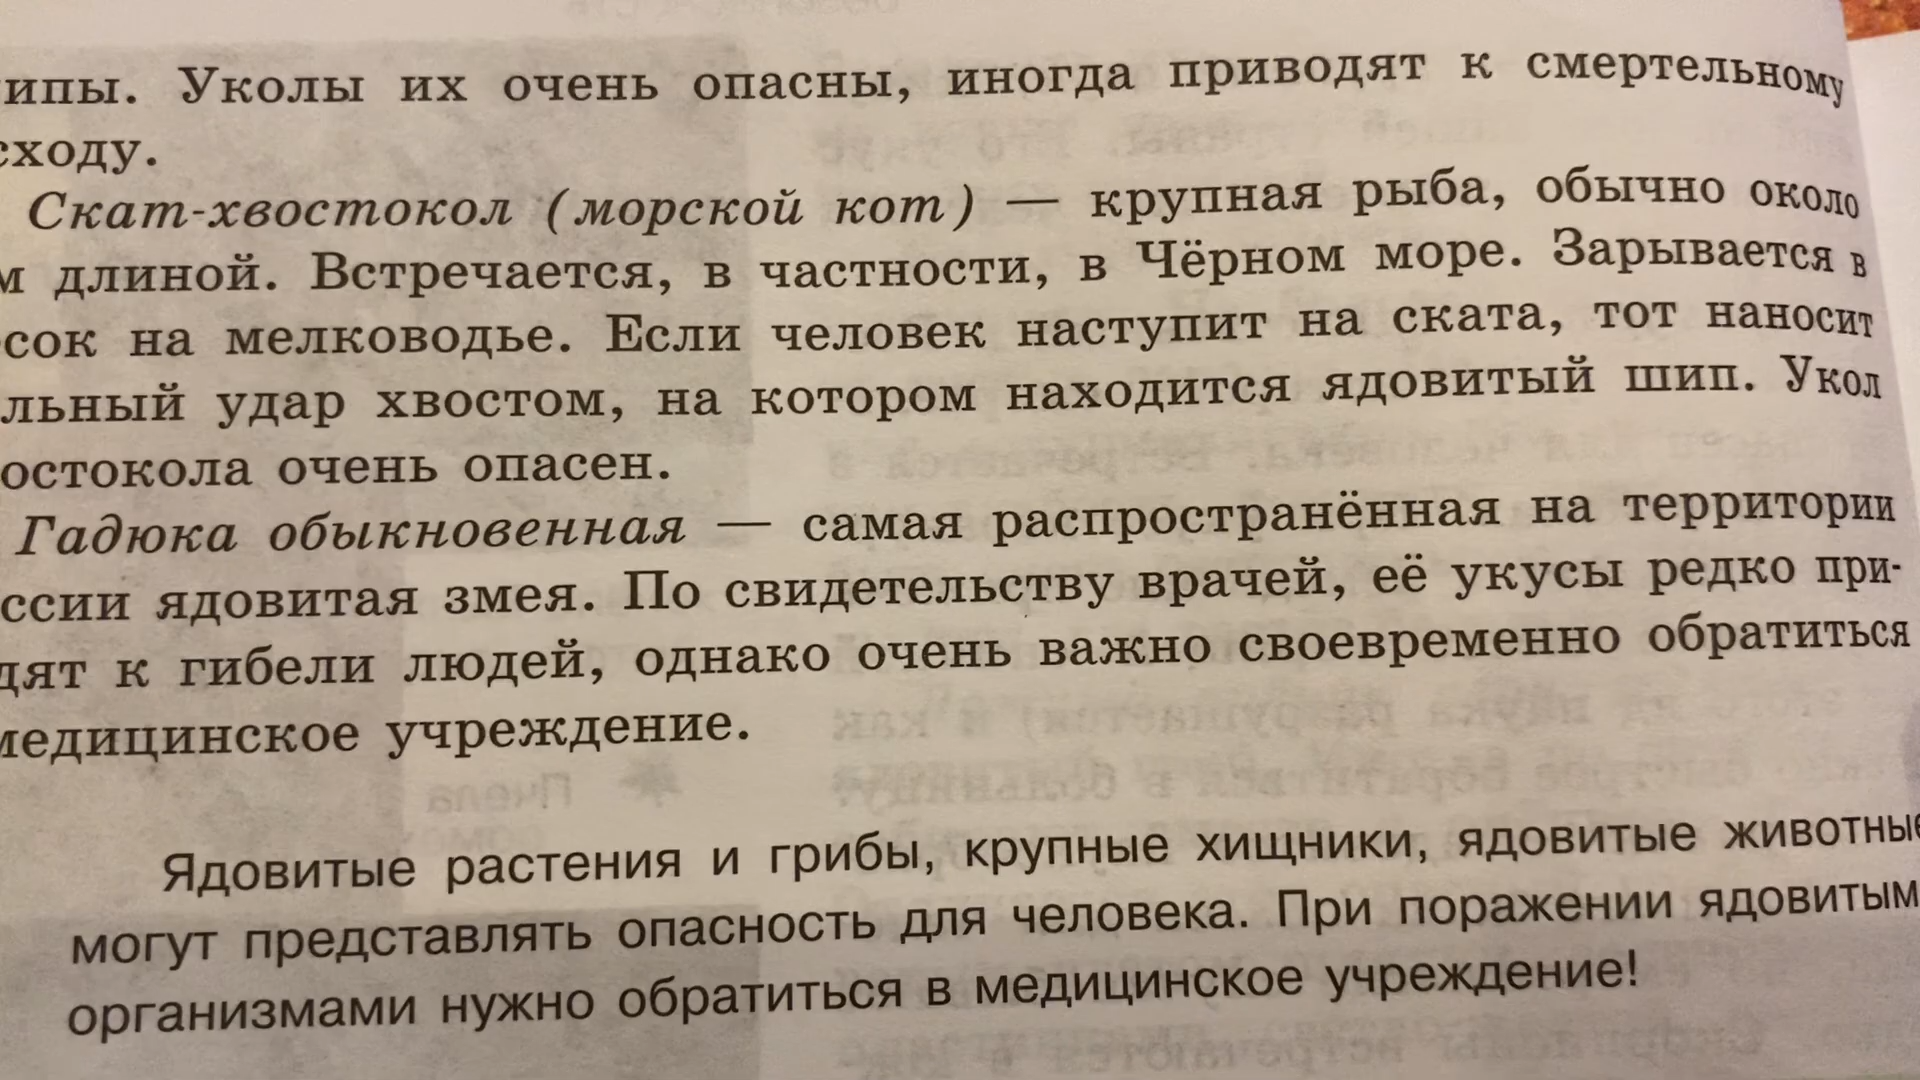 ипы. Уколы их очень опасны, иногда приводят к смертельному
сходу.
Скат-хвостокол (морской кот) — крупная рыба, обычно около
м длиной. Встречается, в частности, в Чёрном море. Зарывается в
сок на мелководье. Если человек наступит на ската, тот наносит
льный удар хвостом, на котором находится ядовитый шип. Укол
остокола очень опасен.
Гадюка обыкновенная — самая распространённая на территории
ссии ядовитая змея. По свидетельству врачей, её укусы редко при-
дят к гибели людей, однако очень важно своевременно обратиться
медицинское учреждение.
Ядовитые растения и грибы, крупные хищники, ядовитые животные
могут представлять опасность для человека. При поражении ядовитым
организмами нужно обратиться в медицинское учреждение!